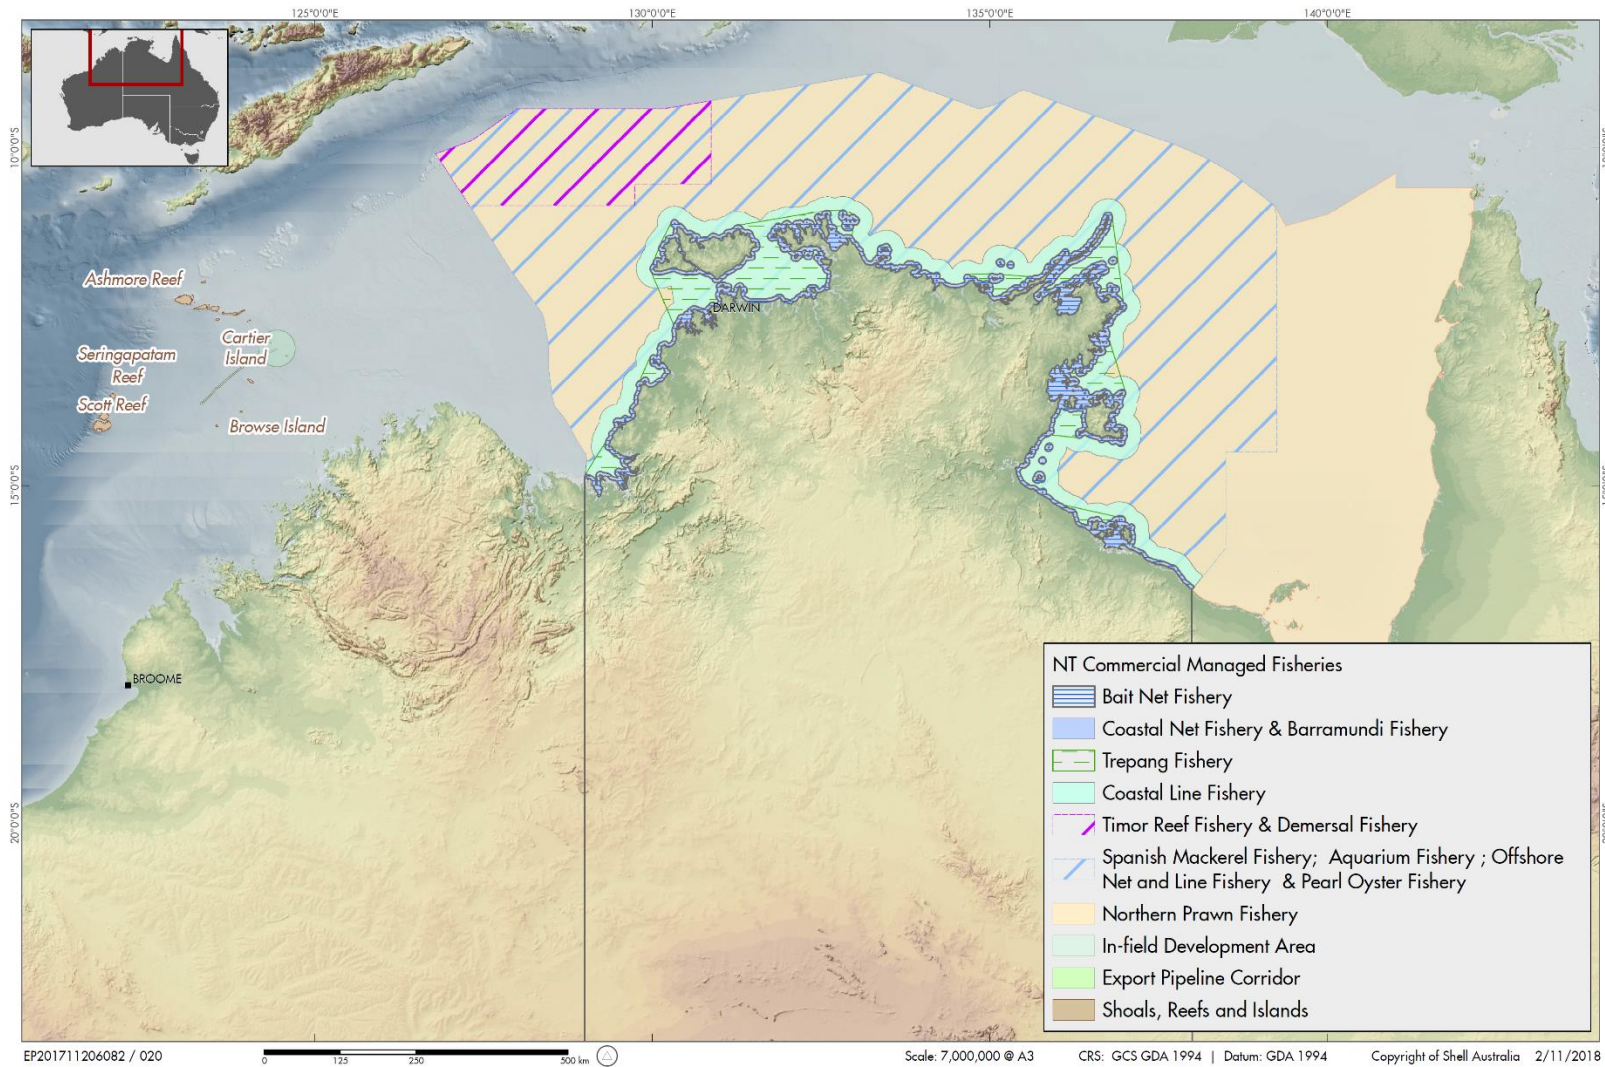 125°0'0"E
130°0'0"E
135°0'0"E
140°0'0"E
10°0'0"S
15°0'0"S
20°0'0"S
Ashmore Reef
Cartier
Island
Seringapatam
Reef
Scott Reef
Browse Island
DARWIN
BROOME
NT Commercial Managed Fisheries
Bait Net Fishery
Coastal Net Fishery & Barramundi Fishery
Trepang Fishery
Coastal Line Fishery
Timor Reef Fishery & Demersal Fishery
Spanish Mackerel Fishery; Aquarium Fishery ; Offshore
Net and Line Fishery & Pearl Oyster Fishery
Northern Prawn Fishery
In-field Development Area
Export Pipeline Corridor
Shoals, Reefs and Islands
EP201711206082 / 020
0 125 250 500 km
Scale: 7,000,000 @ A3
CRS: GCS GDA 1994 | Datum: GDA 1994
Copyright of Shell Australia 2/11/2018